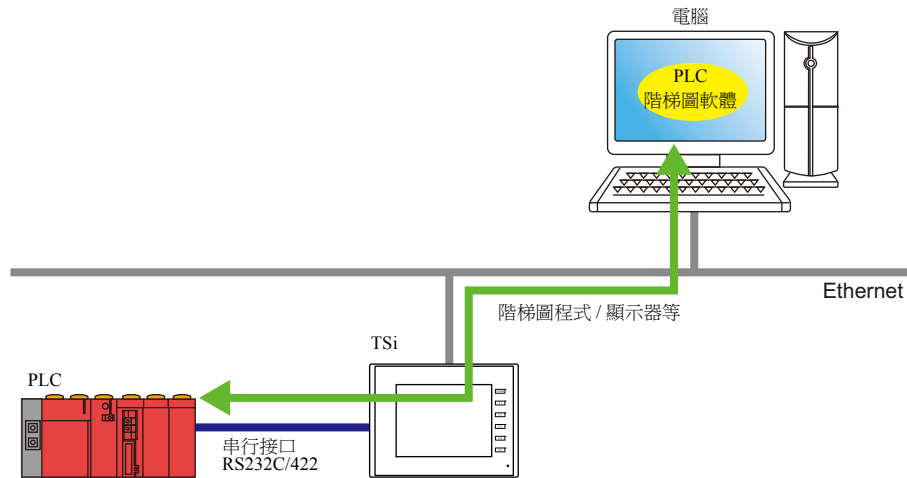 電腦
PLC
階梯圖軟體
Ethernet
階梯圖程式 / 顯示器等
TSi
PLC
串行接口
RS232C/422